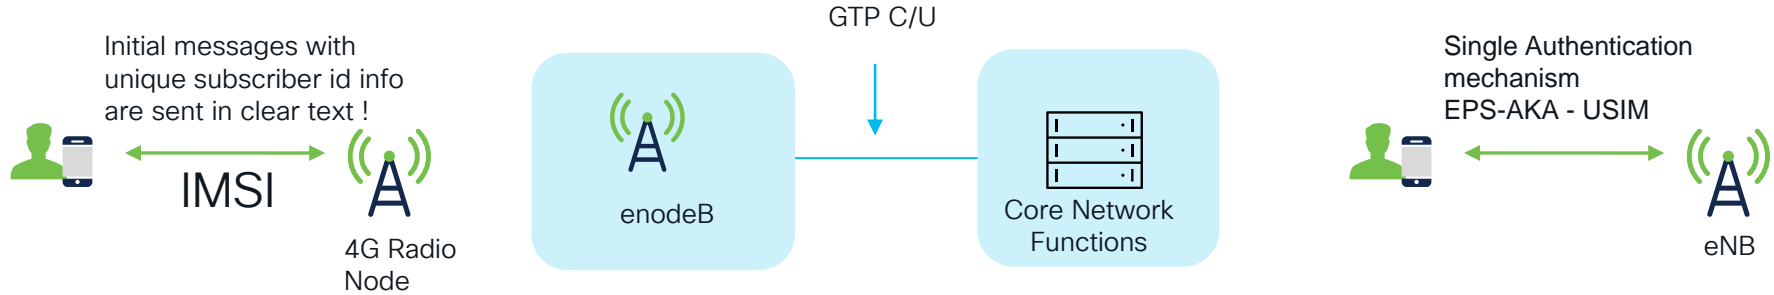 Initial messages with
unique subscriber id info
are sent in clear text !
IMSI
4G Radio
Node
GTP C/U
enodeB
Core Network
Functions
Single Authentication
mechanism
EPS-AKA - USIM
eNB